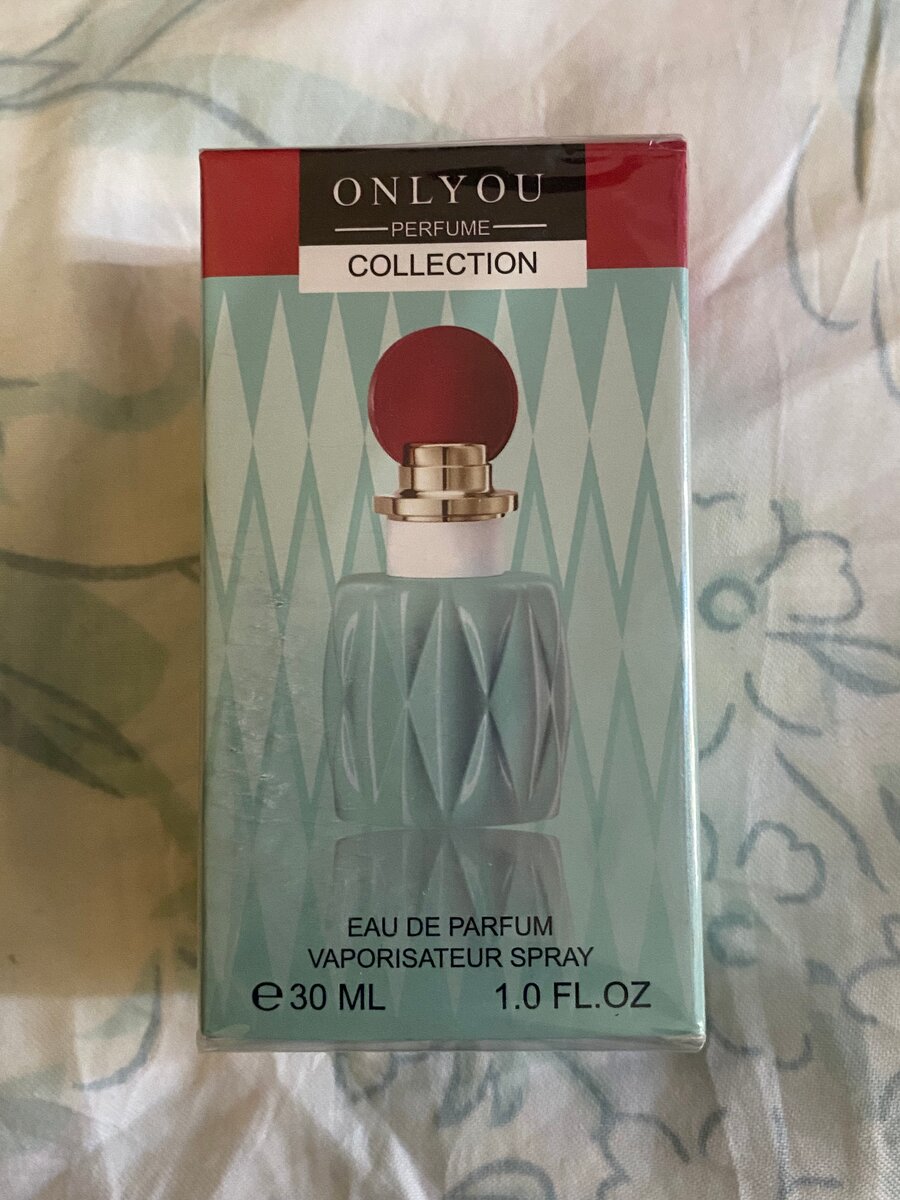 ONLYOU
PERFUME
COLLECTION
EAU DE PARFUM
VAPORISATEUR SPRAY
℮30 ML 1.0 FL.OZ